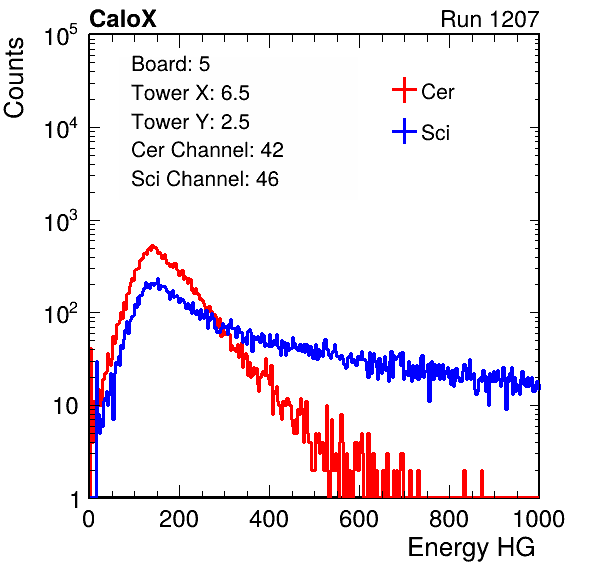 CaloX Run 1207
Board: 5
Tower X: 6.5
Tower Y: 2.5
Cer Channel: 42
Sci Channel: 46
Cer
Sci
Counts
10^5
10^4
10^3
10^2
10
1
0 200 400 600 800 1000
Energy HG